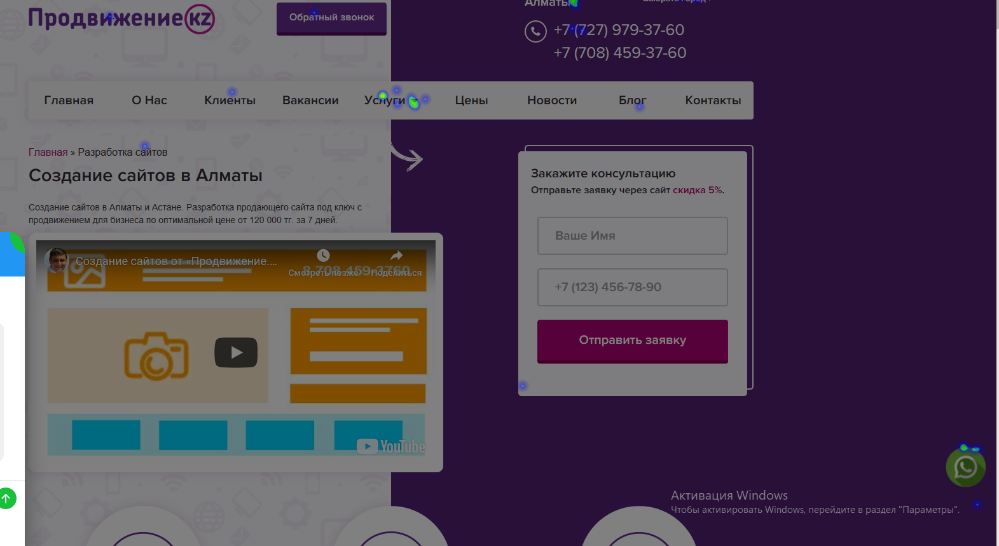 Продвижение kz
Обратный звонок
Алматы
Выбрать город
+7 (727) 979-37-60
+7 (708) 459-37-60
Главная
О Нас
Клиенты
Вакансии
Услуги
Цены
Новости
Блог
Контакты
Главная » Разработка сайтов
Создание сайтов в Алматы
Создание сайтов в Алматы и Астане. Разработка продающего сайта под ключ с
продвижением для бизнеса по оптимальной цене от 120 000 тг. за 7 дней.
Создание сайтов от «Продвижение....
8 708 459 3760
Смотреть позже
Поделиться
YouTube
Закажите консультацию
Отправьте заявку через сайт скидка 5%.
Ваше Имя
+7 (123) 456-78-90
Отправить заявку
Активация Windows
Чтобы активировать Windows, перейдите в раздел "Параметры".